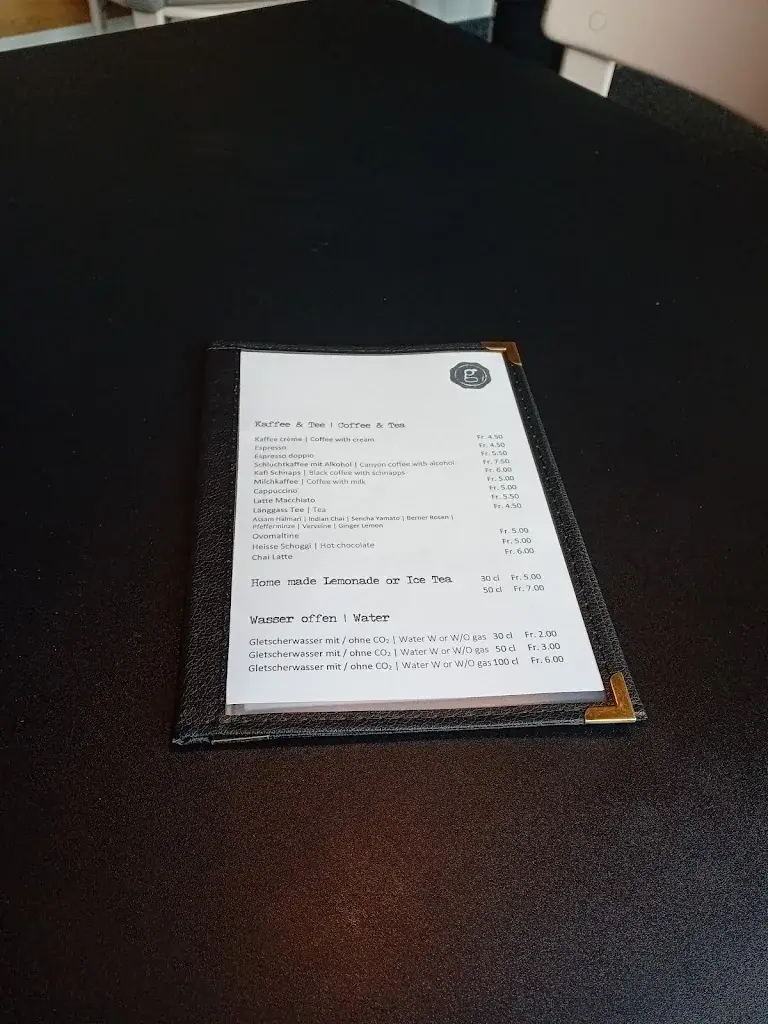 g
Kaffee & Tee | Coffee & Tea
Kaffee crème | Coffee with cream Fr. 4.50
Espresso Fr. 4.50
Espresso doppio Fr. 5.50
Schluchtkaffee mit Alkohol | Canyon coffee with alcohol Fr. 7.50
Kafi Schnaps | Black coffee with schnapps Fr. 6.00
Milchkaffee | Coffee with milk Fr. 5.00
Cappuccino Fr. 5.00
Latte Macchiato Fr. 5.50
Länggass Tee | Tea Fr. 4.50
Assam Halmari | Indian Chai | Sencha Yamato | Berner Rosen |
Pfefferminze | Verveine | Ginger Lemon
Ovomaltine Fr. 5.00
Heisse Schoggi | Hot chocolate Fr. 5.00
Chai Latte Fr. 6.00
Home made Lemonade or Ice Tea 30 cl Fr. 5.00
50 cl Fr. 7.00
Wasser offen | Water
Gletscherwasser mit / ohne CO₂ | Water W or W/O gas 30 cl Fr. 2.00
Gletscherwasser mit / ohne CO₂ | Water W or W/O gas 50 cl Fr. 3.00
Gletscherwasser mit / ohne CO₂ | Water W or W/O gas 100 cl Fr. 6.00